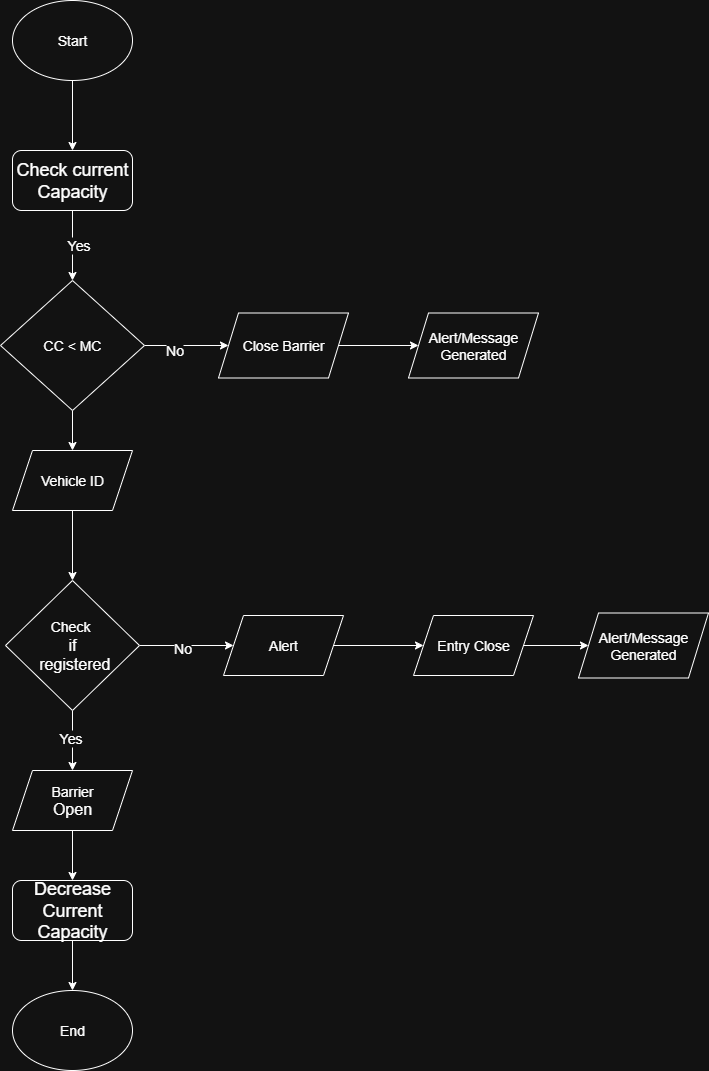 Start
Check current
Capacity
Yes
CC < MC
No
Close Barrier
Alert/Message
Generated
Vehicle ID
Check
if
registered
No
Alert
Entry Close
Alert/Message
Generated
Yes
Barrier
Open
Decrease
Current
Capacity
End